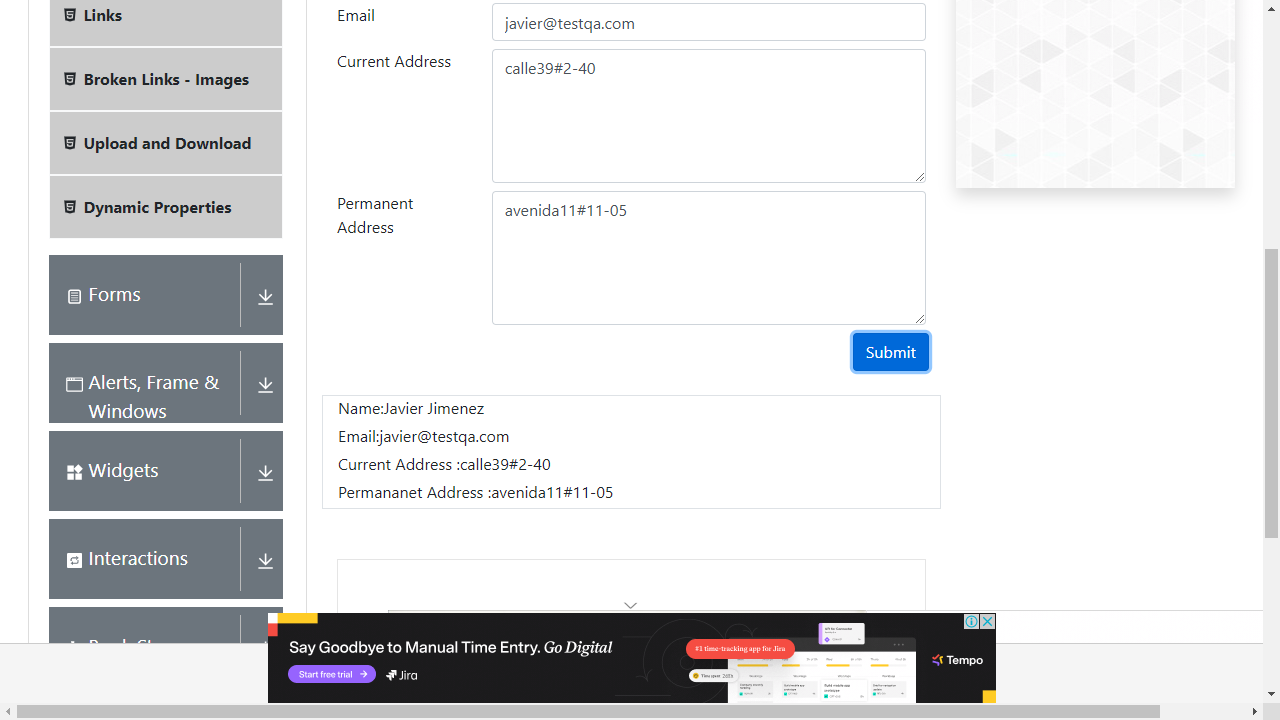 Links
Broken Links - Images
Upload and Download
Dynamic Properties
Forms
Alerts, Frame &
Windows
Widgets
Interactions
Email
javier@testqa.com
Current Address
calle39#2-40
Permanent
Address
avenida11#11-05
Submit
Name:Javier Jimenez
Email:javier@testqa.com
Current Address :calle39#2-40
Permananet Address :avenida11#11-05
Say Goodbye to Manual Time Entry. Go Digital
Start free trial
Jira
#1 time-tracking app for Jira
Tempo